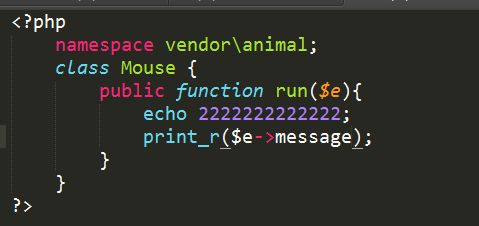 <?php
    namespace vendor\animal;
    class Mouse {
        public function run($e){
            echo 2222222222222;
            print_r($e->message);
        }
    }
?>